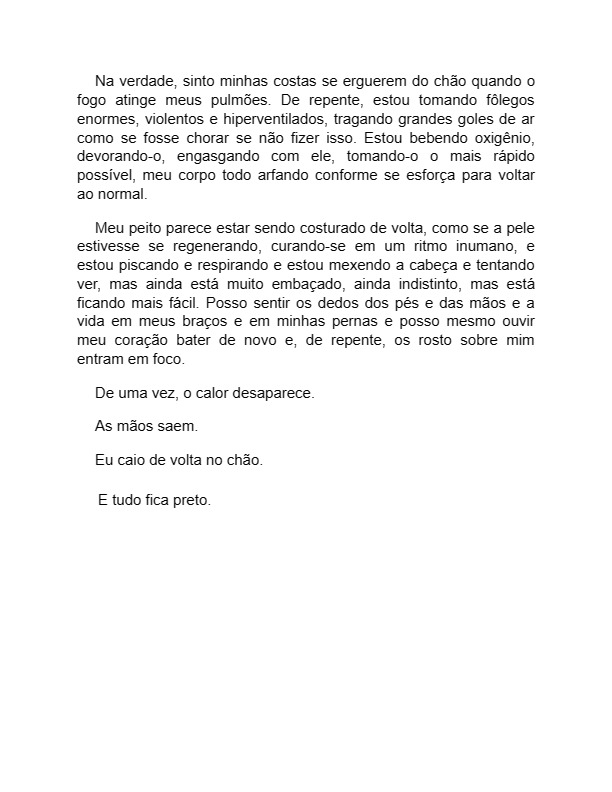 Na verdade, sinto minhas costas se erguerem do chão quando o
fogo atinge meus pulmões. De repente, estou tomando fôlegos
enormes, violentos e hiperventilados, tragando grandes goles de ar
como se fosse chorar se não fizer isso. Estou bebendo oxigênio,
devorando-o, engasgando com ele, tomando-o o mais rápido
possível, meu corpo todo arfando conforme se esforça para voltar
ao normal.
Meu peito parece estar sendo costurado de volta, como se a pele
estivesse se regenerando, curando-se em um ritmo inumano, e
estou piscando e respirando e estou mexendo a cabeça e tentando
ver, mas ainda está muito embaçado, ainda indistinto, mas está
ficando mais fácil. Posso sentir os dedos dos pés e das mãos e a
vida em meus braços e em minhas pernas e posso mesmo ouvir
meu coração bater de novo e, de repente, os rosto sobre mim
entram em foco.
De uma vez, o calor desaparece.
As mãos saem.
Eu caio de volta no chão.
E tudo fica preto.